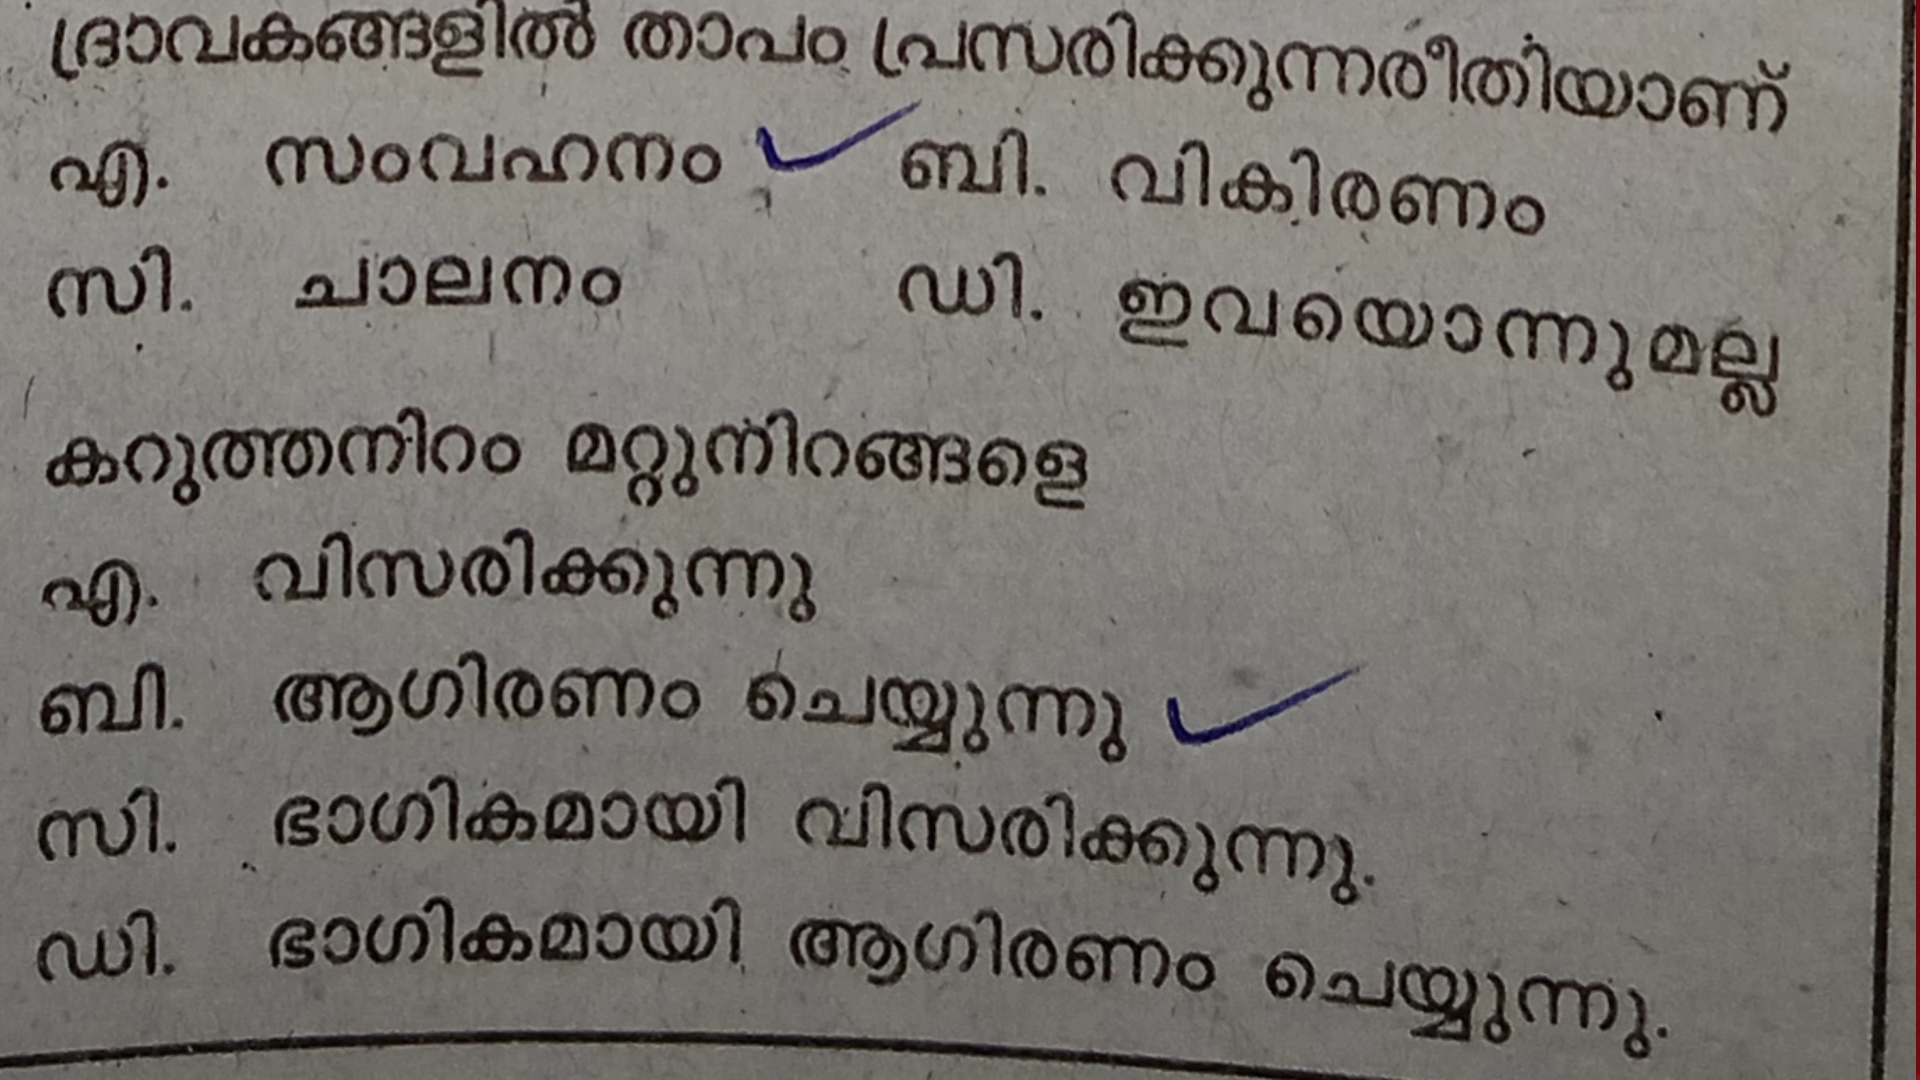 ദ്രാവകങ്ങളിൽ താപം പ്രസരിക്കുന്നരീതിയാണ്
എ. സംവഹനം ബി. വികിരണം
സി. ചാലനം ഡി. ഇവയൊന്നുമല്ല
കറുത്തനിറം മറ്റുനിറങ്ങളെ
എ. വിസരിക്കുന്നു
ബി. ആഗിരണം ചെയ്യുന്നു
സി. ഭാഗികമായി വിസരിക്കുന്നു.
ഡി. ഭാഗികമായി ആഗിരണം ചെയ്യുന്നു.